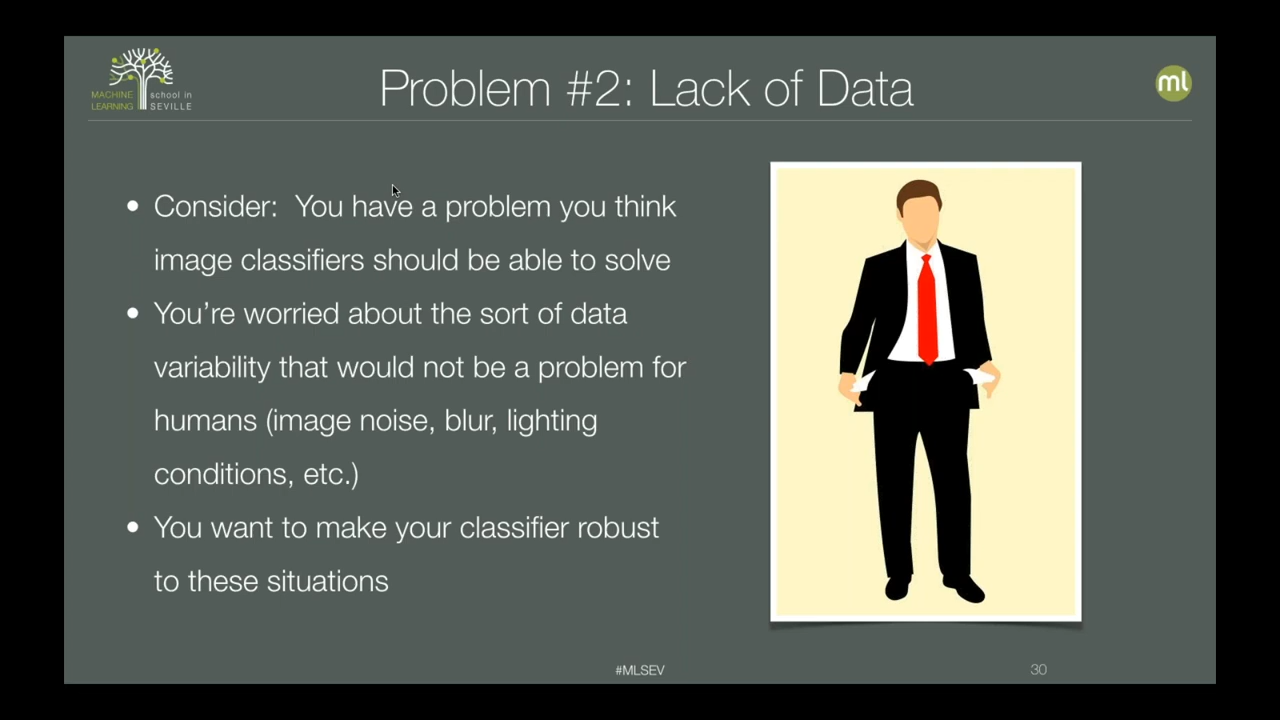 MACHINE school in
LEARNING SEVILLE
Problem #2: Lack of Data
ml
• Consider: You have a problem you think
image classifiers should be able to solve
• You’re worried about the sort of data
variability that would not be a problem for
humans (image noise, blur, lighting
conditions, etc.)
• You want to make your classifier robust
to these situations
#MLSEV
30